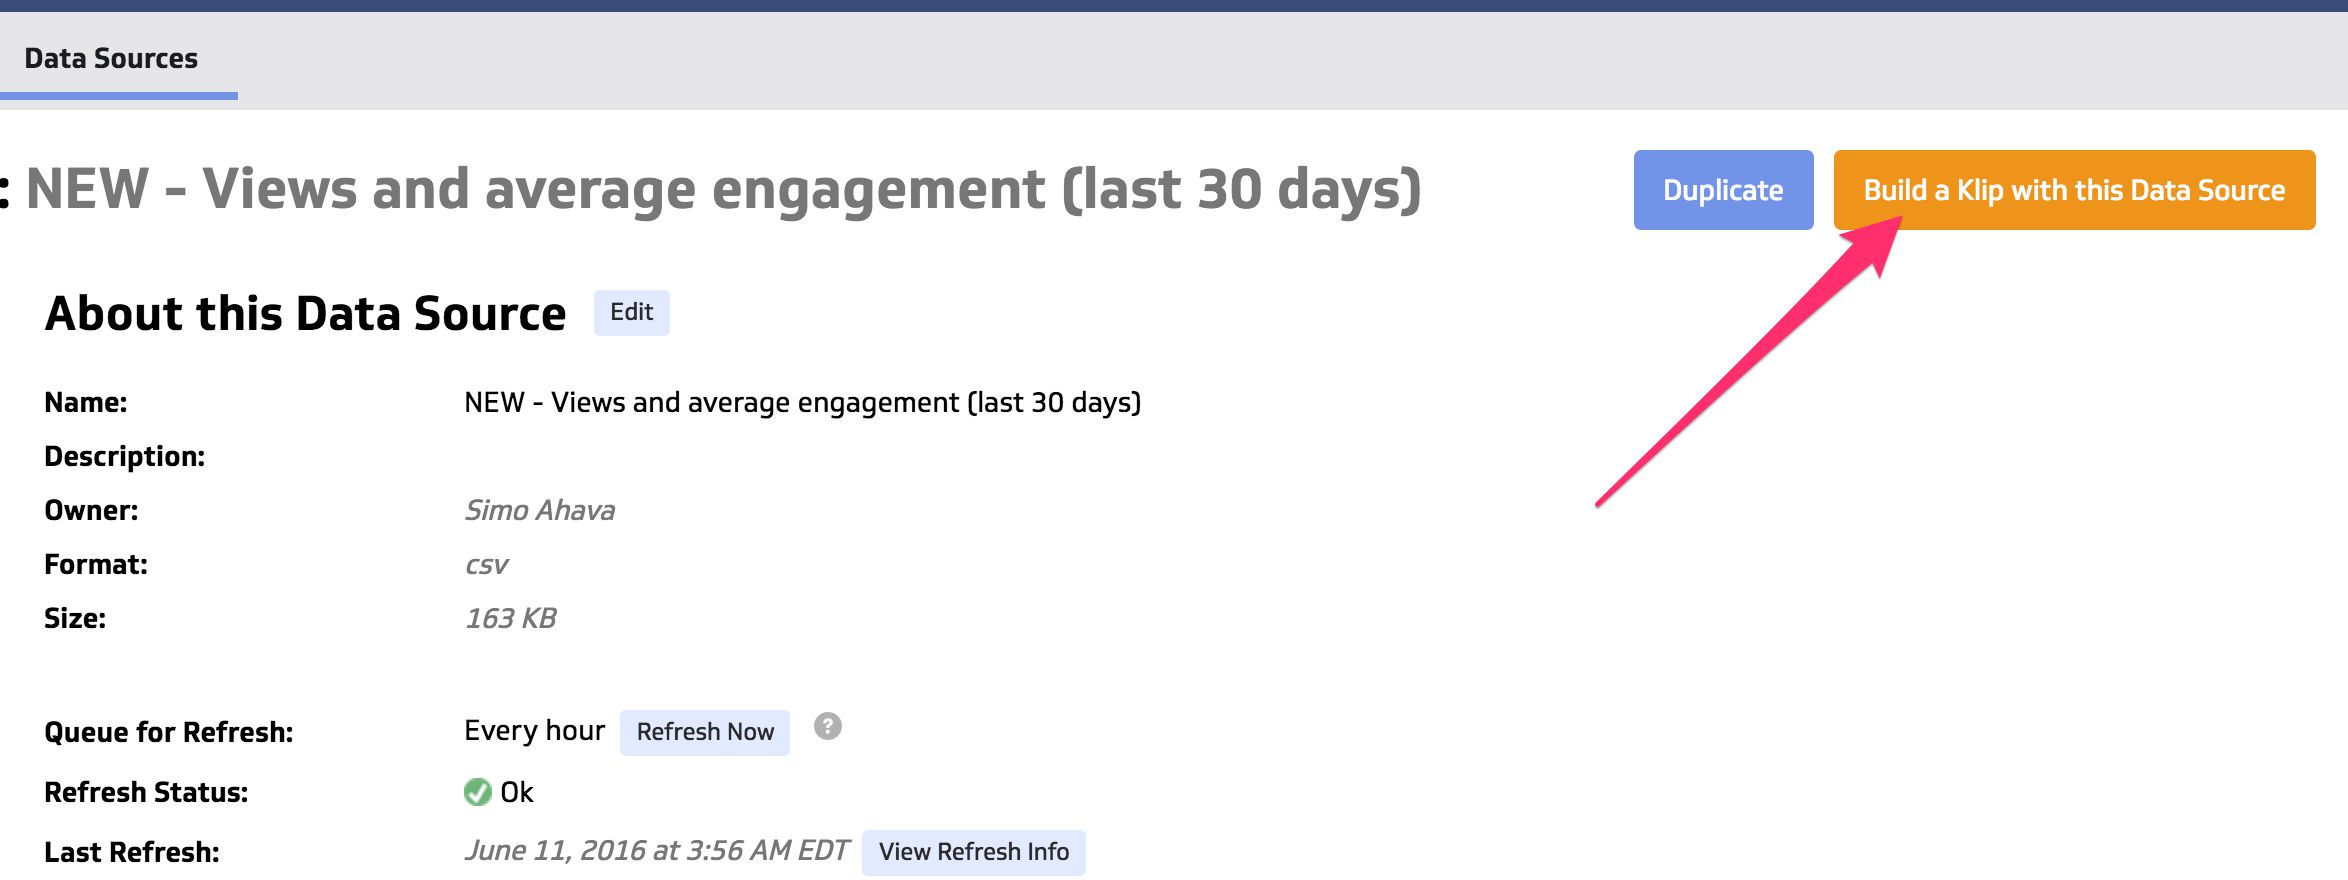 Data Sources
: NEW - Views and average engagement (last 30 days)
Duplicate
Build a Klip with this Data Source
About this Data Source
Edit
Name: NEW - Views and average engagement (last 30 days)
Description:
Owner: Simo Ahava
Format: csv
Size: 163 KB
Queue for Refresh: Every hour Refresh Now ?
Refresh Status: Ok
Last Refresh: June 11, 2016 at 3:56 AM EDT View Refresh Info